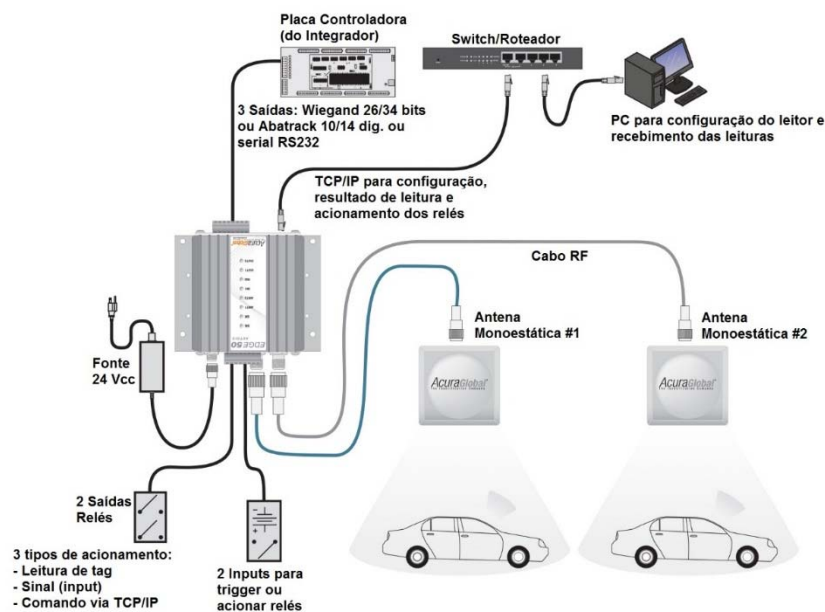 Placa Controladora
(do Integrador)
Switch/Roteador
3 Saídas: Wiegand 26/34 bits
ou Abatrack 10/14 dig. ou
serial RS232
PC para configuração do leitor e
recebimento das leituras
TCP/IP para configuração,
resultado de leitura e
acionamento dos relés
AcuraGlobal
EDGE 50
Cabo RF
Antena
Monoestática #1
Antena
Monoestática #2
Fonte
24 Vcc
AcuraGlobal
AcuraGlobal
2 Saídas
Relés
3 tipos de acionamento:
- Leitura de tag
- Sinal (input)
- Comando via TCP/IP
2 Inputs para
trigger ou
acionar relés